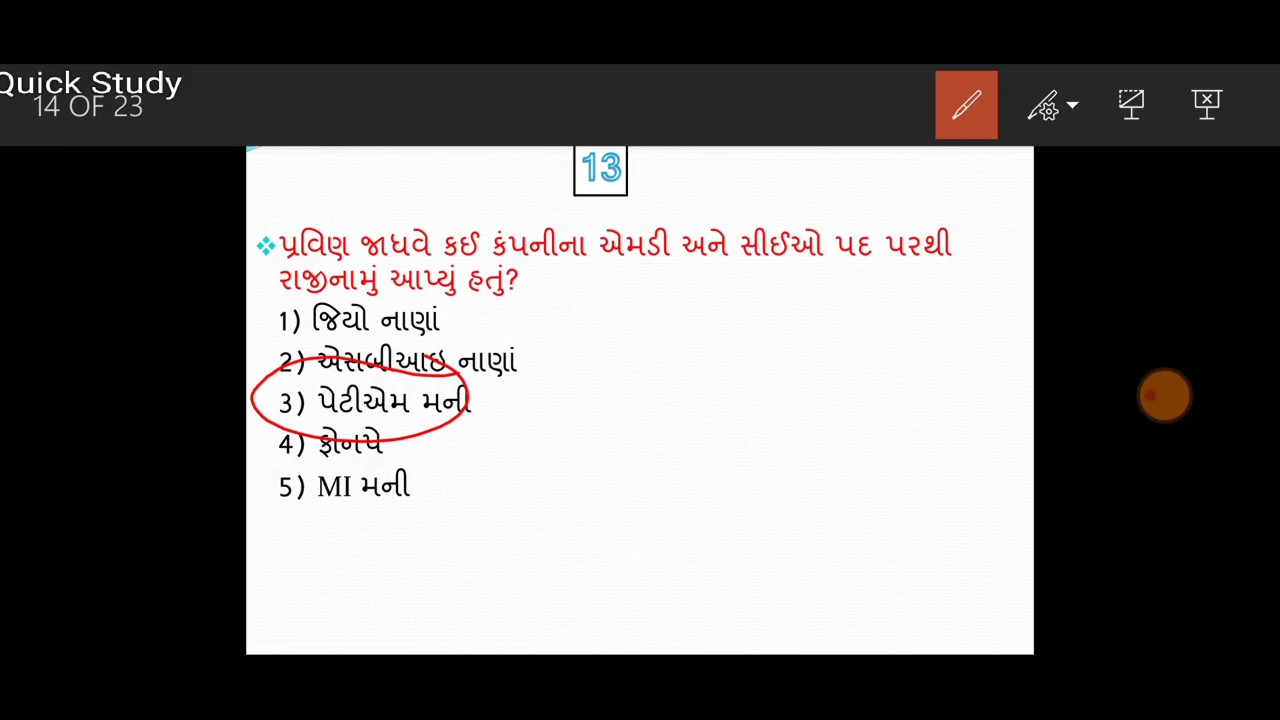 Quick Study
14 OF 23
13
પ્રવિણ જાધવે કઈ કંપનીના એમડી અને સીઈઓ પદ પરથી
રાજીનામું આપ્યું હતું?
1) જિયો નાણાં
2) એસબીઆઇ નાણાં
3) પેટીએમ મની
4) ફોનપે
5) MI મની